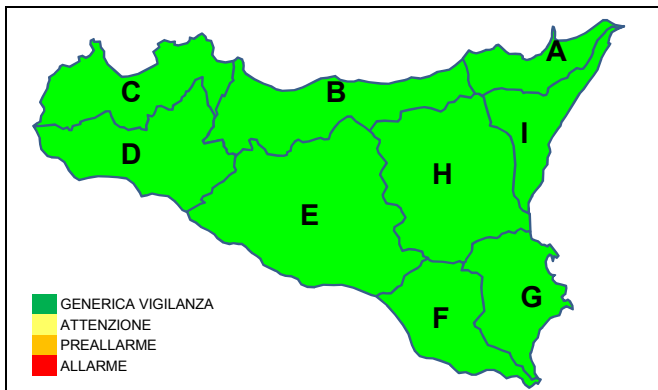 A
C
B
I
D
H
E
G
F
GENERICA VIGILANZA
ATTENZIONE
PREALLARME
ALLARME